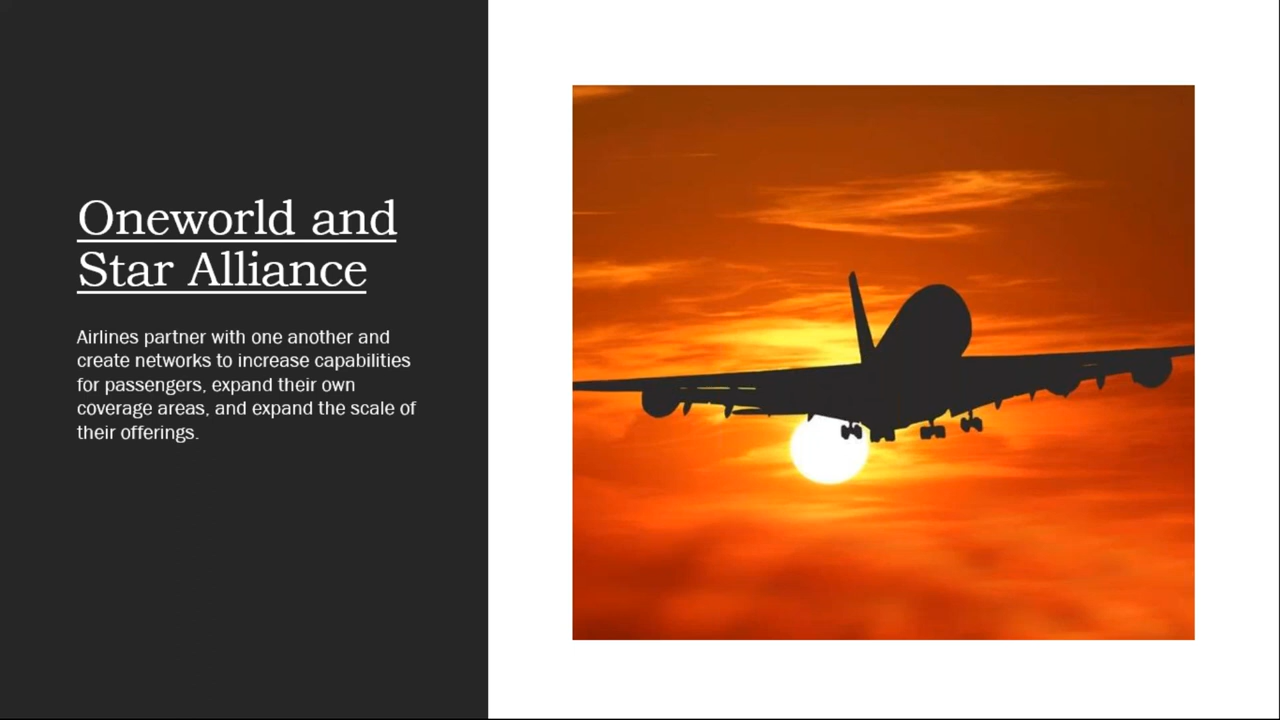 Oneworld and
Star Alliance
Airlines partner with one another and
create networks to increase capabilities
for passengers, expand their own
coverage areas, and expand the scale of
their offerings.